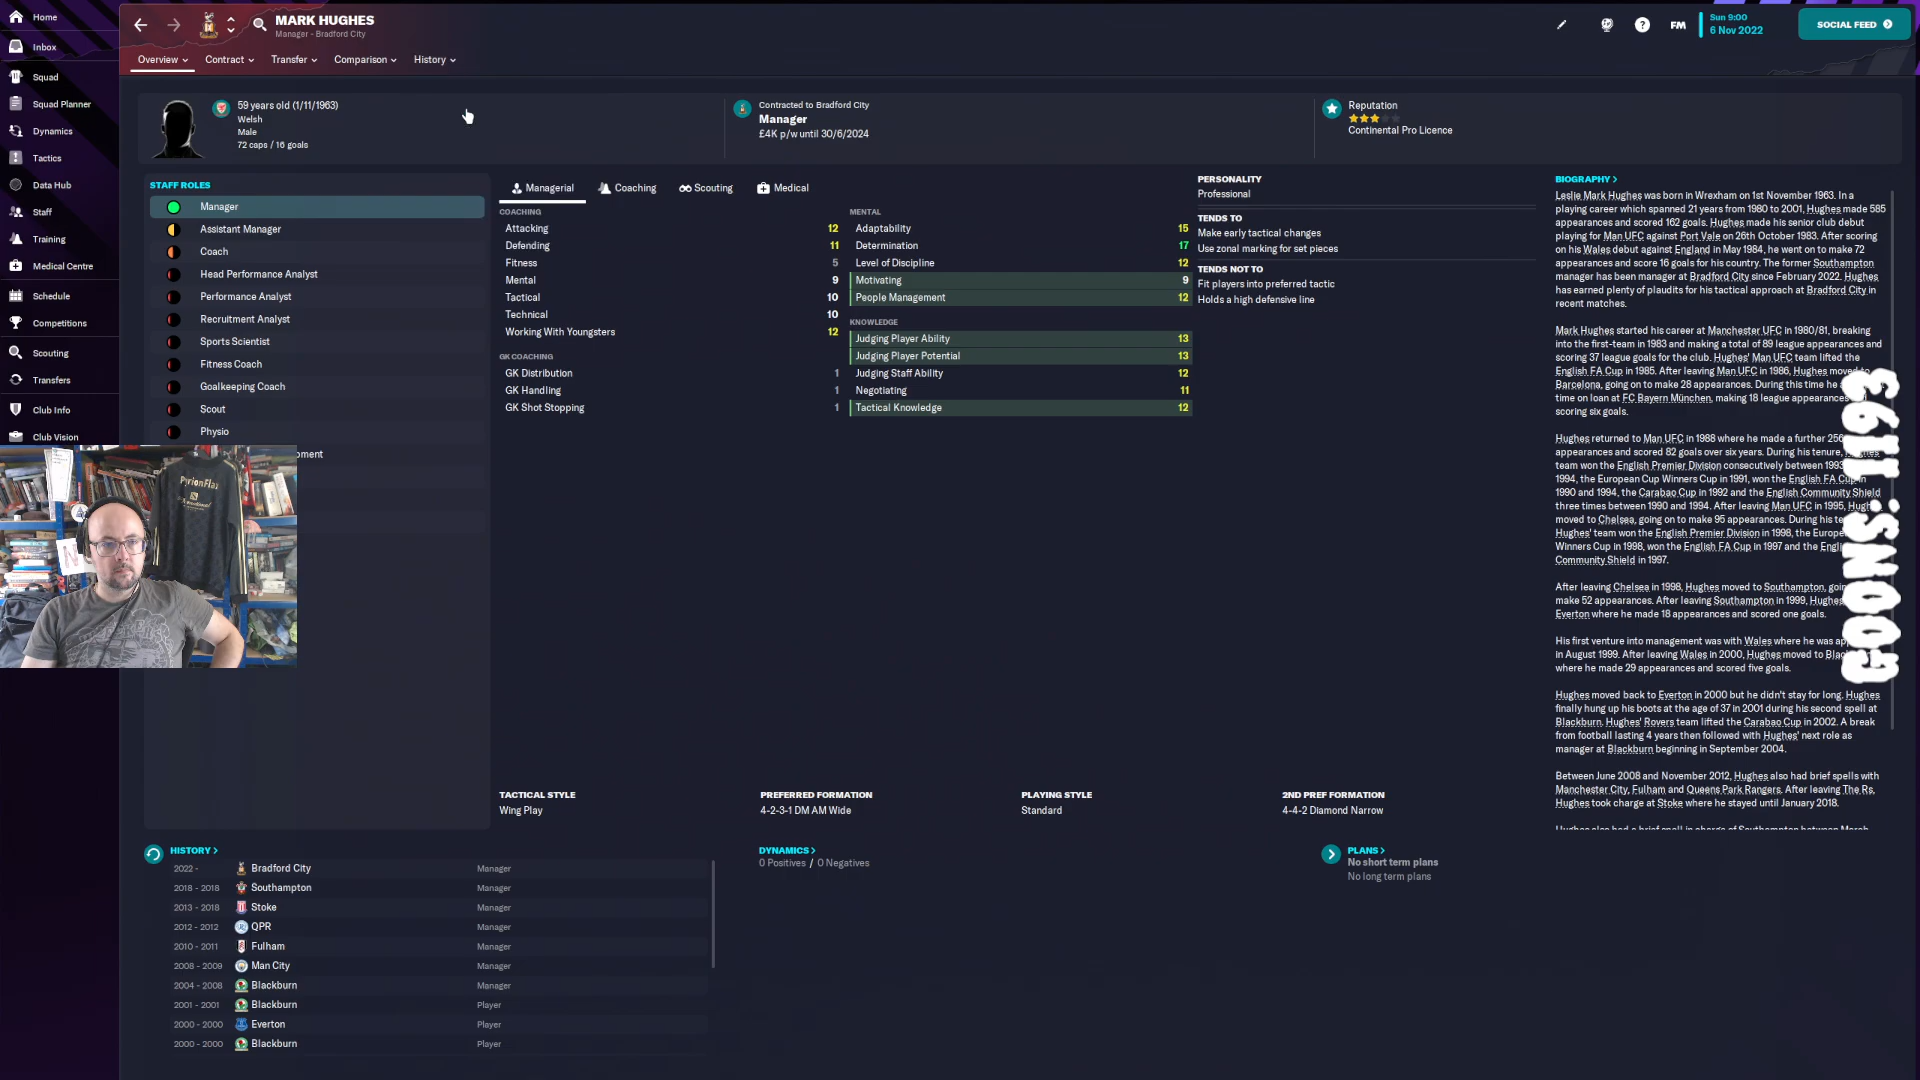 Home
Inbox
Squad
Squad Planner
Dynamics
Tactics
Data Hub
Staff
Training
Medical Centre
Schedule
Competitions
Scouting
Transfers
Club Info
Club Vision
MARK HUGHES
Manager - Bradford City
Overview
Contract
Transfer
Comparison
History
FM
Sun 9:00
6 Nov 2022
SOCIAL FEED
59 years old (1/11/1963)
Welsh
Male
72 caps / 16 goals
Contracted to Bradford City
Manager
£4K p/w until 30/6/2024
Reputation
Continental Pro Licence
STAFF ROLES
Manager
Assistant Manager
Coach
Head Performance Analyst
Performance Analyst
Recruitment Analyst
Sports Scientist
Fitness Coach
Goalkeeping Coach
Scout
Physio
Managerial
Coaching
Scouting
Medical
COACHING
Attacking 12
Defending 11
Fitness 5
Mental 9
Tactical 10
Technical 10
Working With Youngsters 12
GK COACHING
GK Distribution 1
GK Handling 1
GK Shot Stopping 1
MENTAL
Adaptability 15
Determination 17
Level of Discipline 12
Motivating 9
People Management 12
KNOWLEDGE
Judging Player Ability 13
Judging Player Potential 13
Judging Staff Ability 12
Negotiating 11
Tactical Knowledge 12
PERSONALITY
Professional
TENDS TO
Make early tactical changes
Use zonal marking for set pieces
TENDS NOT TO
Fit players into preferred tactic
Holds a high defensive line
BIOGRAPHY >
Leslie Mark Hughes was born in Wrexham on 1st November 1963. In a
playing career which spanned 21 years from 1980 to 2001, Hughes made 585
appearances and scored 162 goals. Hughes made his senior club debut
playing for Man UFC against Port Vale on 26th October 1983. After scoring
on his Wales debut against England in May 1984, he went on to make 72
appearances and score 16 goals for his country. The former Southampton
manager has been manager at Bradford City since February 2022. Hughes
has earned plenty of plaudits for his tactical approach at Bradford City in
recent matches.
Mark Hughes started his career at Manchester UFC in 1980/81, breaking
into the first-team in 1983 and making a total of 89 league appearances and
scoring 37 league goals for the club. Hughes' Man UFC team lifted the
English FA Cup in 1985. After leaving Man UFC in 1986, Hughes moved to
Barcelona, going on to make 28 appearances. During this time he
time on loan at FC Bayern München, making 18 league appearances
scoring six goals.
Hughes returned to Man UFC in 1988 where he made a further 256
appearances and scored 82 goals over six years. During his tenure,
team won the English Premier Division consecutively between 1993
1994, the European Cup Winners Cup in 1991, won the English FA Cup in
1990 and 1994, the Carabao Cup in 1992 and the English Community Shield
three times between 1990 and 1994. After leaving Man UFC in 1995,
moved to Chelsea, going on to make 95 appearances. During his
Hughes' team won the English Premier Division in 1998, the
Winners Cup in 1998, won the English FA Cup in 1997 and the
Community Shield in 1997.
After leaving Chelsea in 1998, Hughes moved to Southampton,
make 52 appearances. After leaving Southampton in 1999, Hughes
Everton where he made 18 appearances and scored one goals.
His first venture into management was with Wales where he was
in August 1999. After leaving Wales in 2000, Hughes moved to
where he made 29 appearances and scored five goals.
Hughes moved back to Everton in 2000 but he didn't stay for long. Hughes
finally hung up his boots at the age of 37 in 2001 during his second spell at
Blackburn. Hughes' Rovers team lifted the Carabao Cup in 2002. A break
from football lasting 4 years then followed with Hughes' next role as
manager at Blackburn beginning in September 2004.
Between June 2008 and November 2012, Hughes also had brief spells with
Manchester City, Fulham and Queens Park Rangers. After leaving The Rs,
Hughes took charge at Stoke where he stayed until January 2018.
Hughes also had a brief spell in charge of Southampton between March
GOONS: 1163
TACTICAL STYLE
Wing Play
PREFERRED FORMATION
4-2-3-1 DM AM Wide
PLAYING STYLE
Standard
2ND PREF FORMATION
4-4-2 Diamond Narrow
HISTORY >
2022 - Bradford City Manager
2018 - 2018 Southampton Manager
2013 - 2018 Stoke Manager
2012 - 2012 QPR Manager
2010 - 2011 Fulham Manager
2008 - 2009 Man City Manager
2004 - 2008 Blackburn Manager
2001 - 2001 Blackburn Player
2000 - 2000 Everton Player
2000 - 2000 Blackburn Player
DYNAMICS >
0 Positives / 0 Negatives
PLANS >
No short term plans
No long term plans